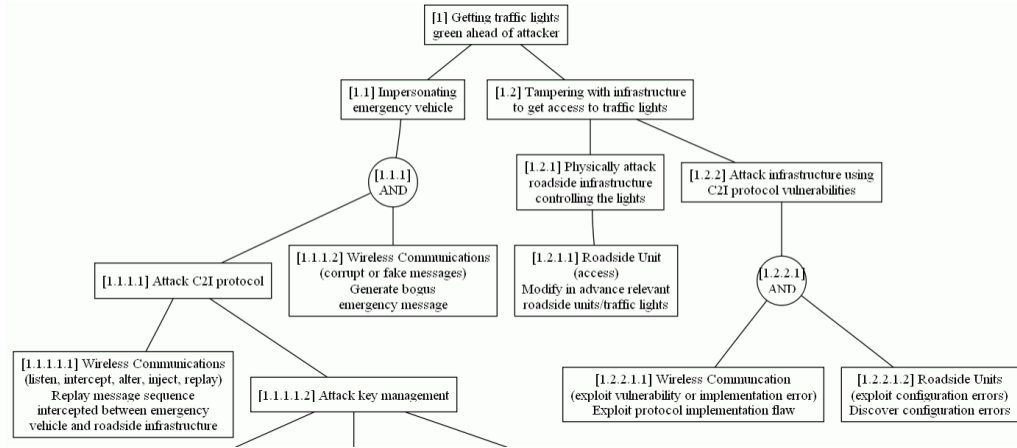 [1] Getting traffic lights
green ahead of attacker
[1.1] Impersonating
emergency vehicle
[1.2] Tampering with infrastructure
to get access to traffic lights
[1.1.1]
AND
[1.2.1] Physically attack
roadside infrastructure
controlling the lights
[1.2.2] Attack infrastructure using
C2I protocol vulnerabilities
[1.1.1.1] Attack C2I protocol
[1.1.1.2] Wireless Communications
(corrupt or fake messages)
Generate bogus
emergency message
[1.2.1.1] Roadside Unit
(access)
Modify in advance relevant
roadside units/traffic lights
[1.2.2.1]
AND
[1.1.1.1.1] Wireless Communications
(listen, intercept, alter, inject, replay)
Replay message sequence
intercepted between emergency
vehicle and roadside infrastructure
[1.1.1.1.2] Attack key management
[1.2.2.1.1] Wireless Communcation
(exploit vulnerability or implementation error)
Exploit protocol implementation flaw
[1.2.2.1.2] Roadside Units
(exploit configuration errors)
Discover configuration errors